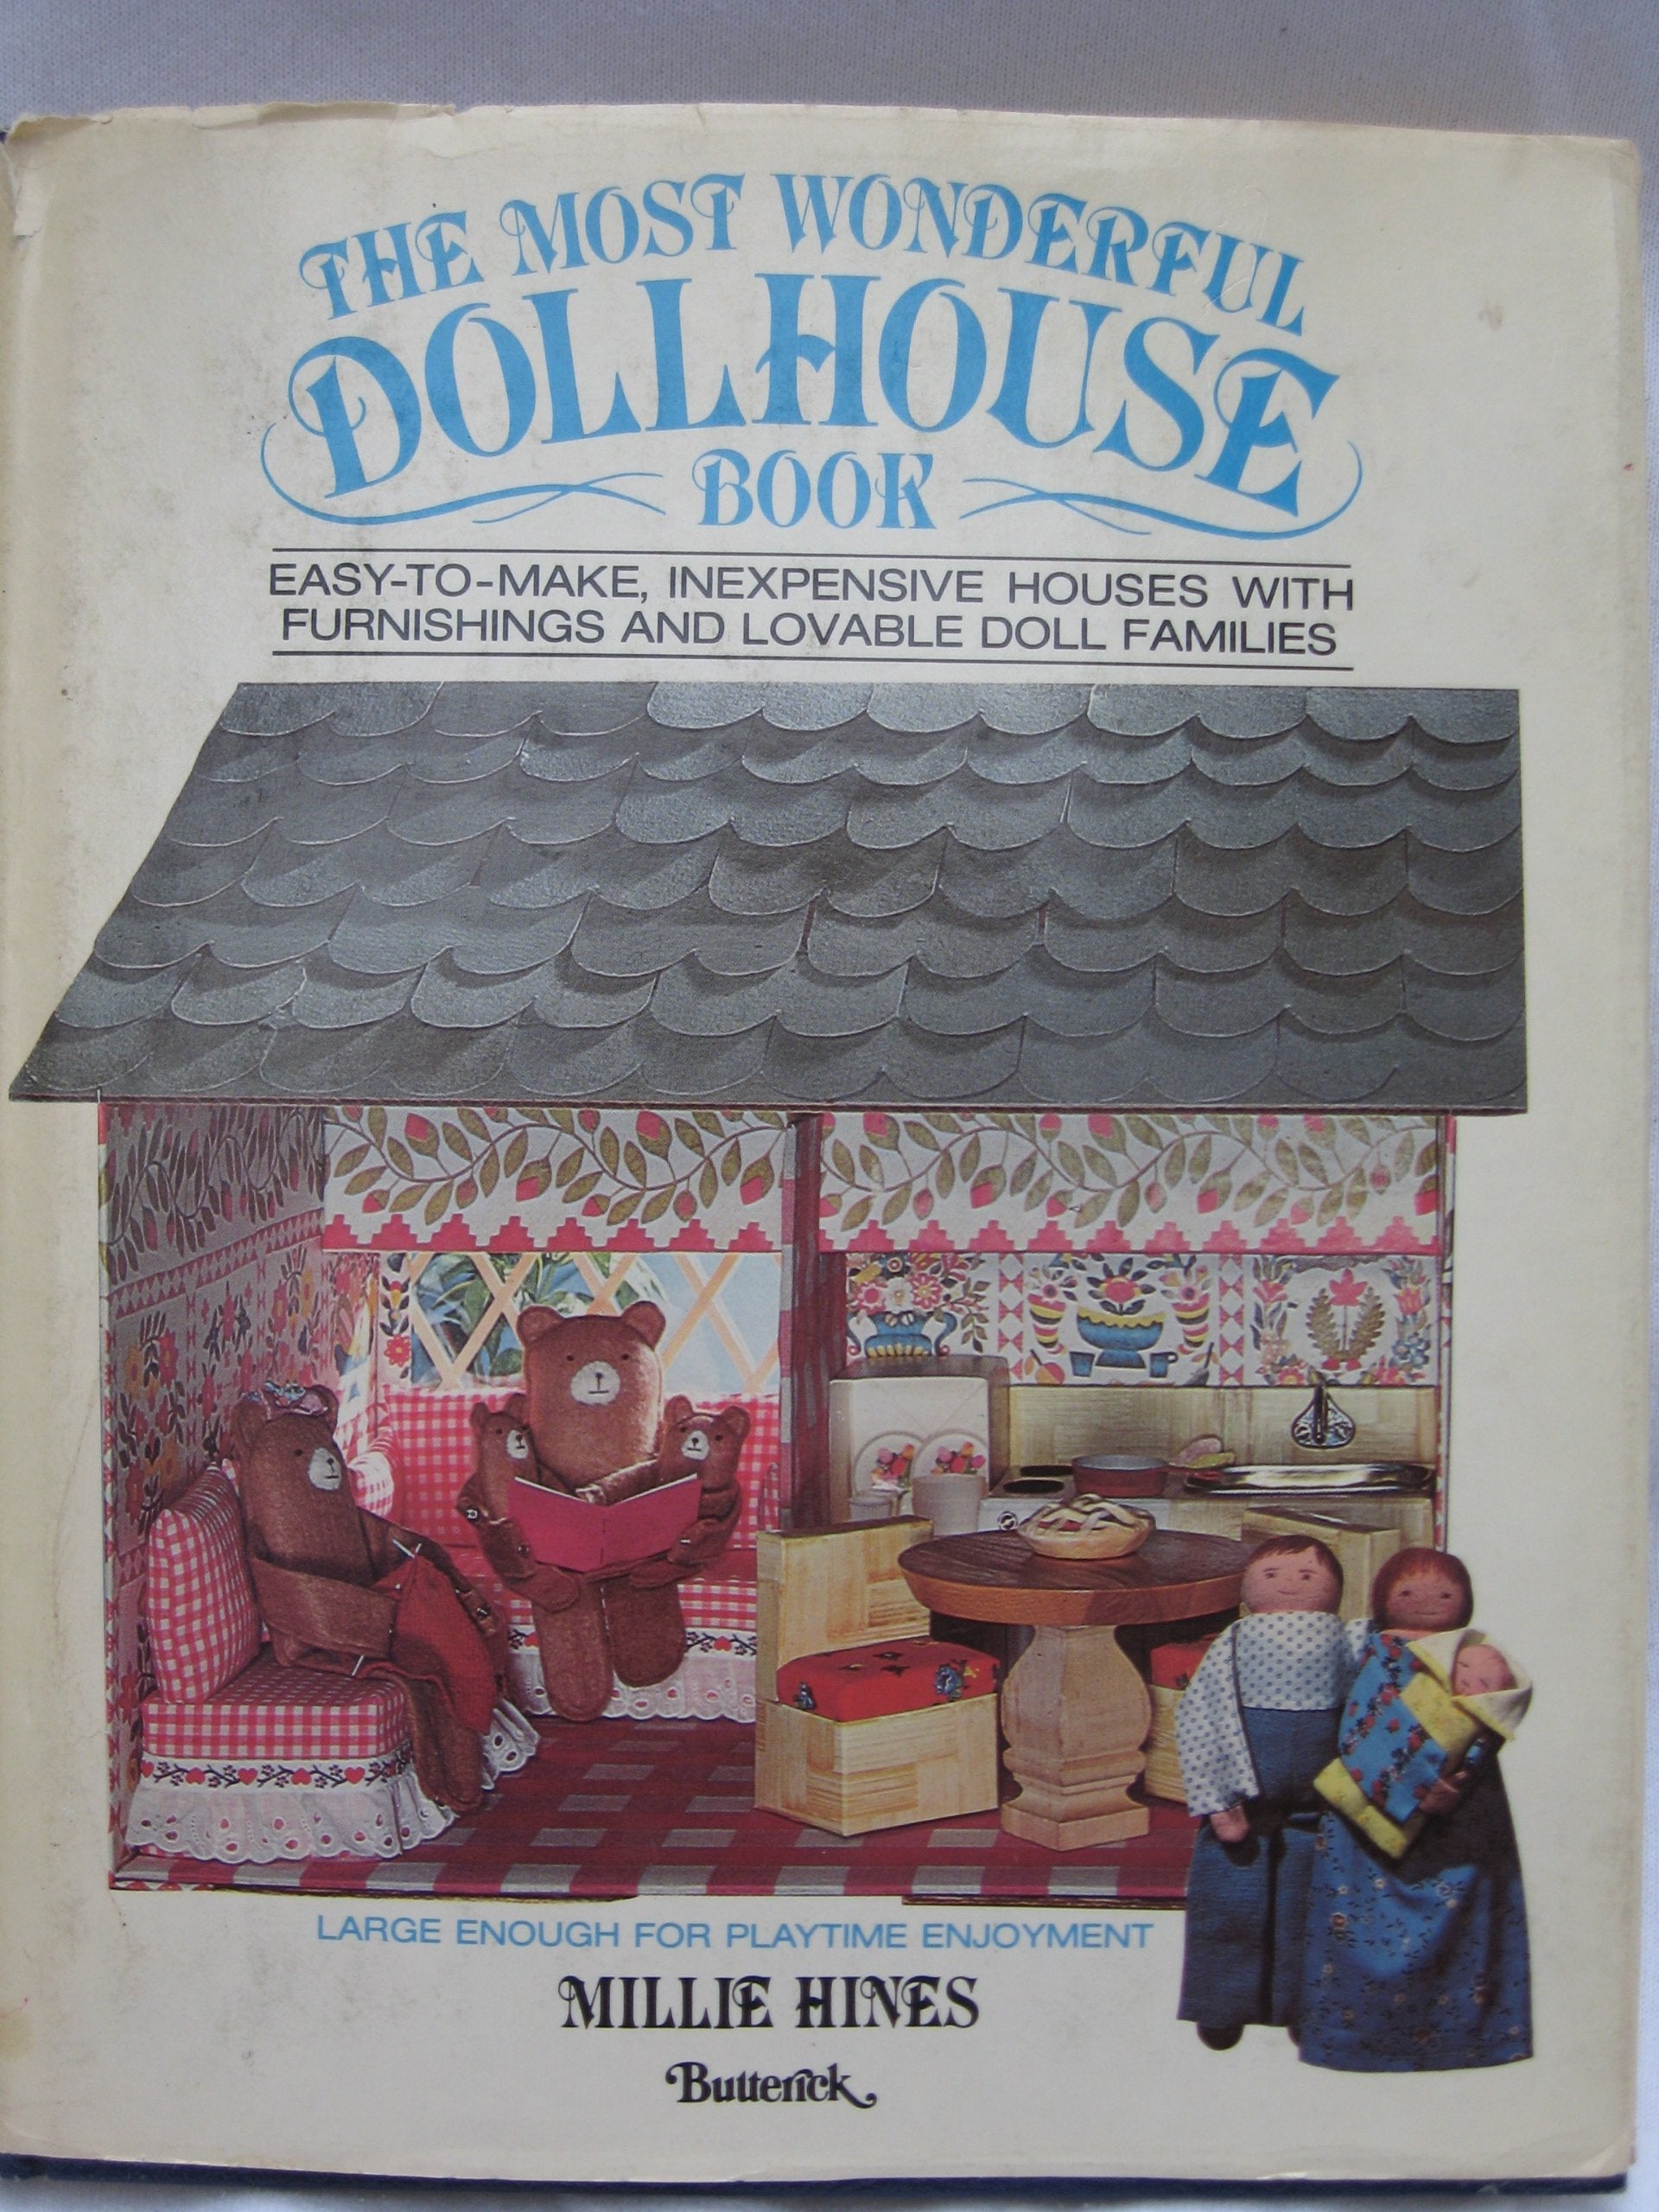 THE MOST WONDERFUL
DOLLHOUSE
BOOK
EASY-TO-MAKE, INEXPENSIVE HOUSES WITH
FURNISHINGS AND LOVABLE DOLL FAMILIES
LARGE ENOUGH FOR PLAYTIME ENJOYMENT
MILLIE HINES
Butterick